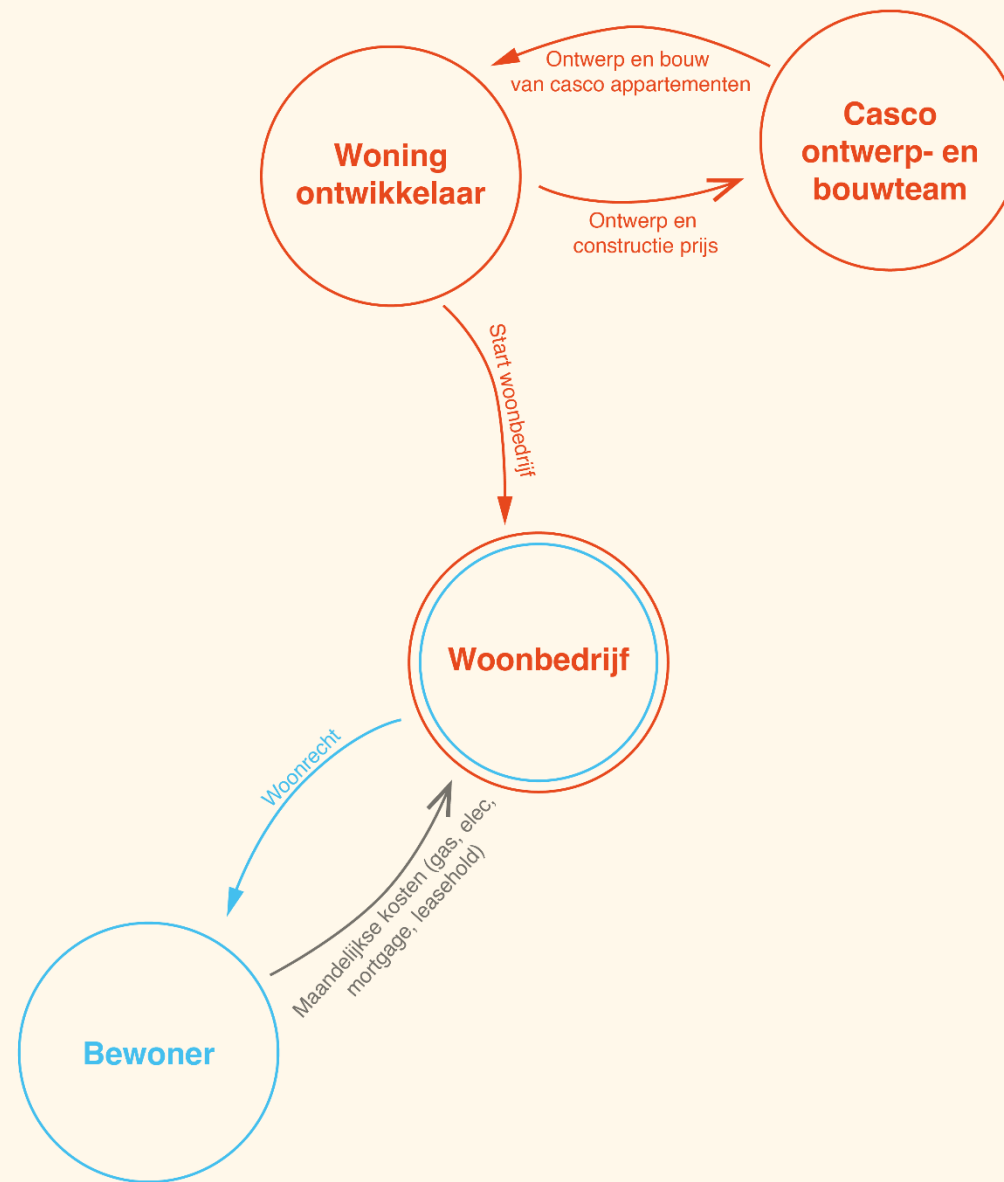 Ontwerp en bouw
van casco appartementen
Casco
ontwerp- en
bouwteam
Woning
ontwikkelaar
Ontwerp en
constructie prijs
Start woonbedrijf
Woonbedrijf
Woonrecht
Maandelijkse kosten (gas, elec,
mortgage, leasehold)
Bewoner